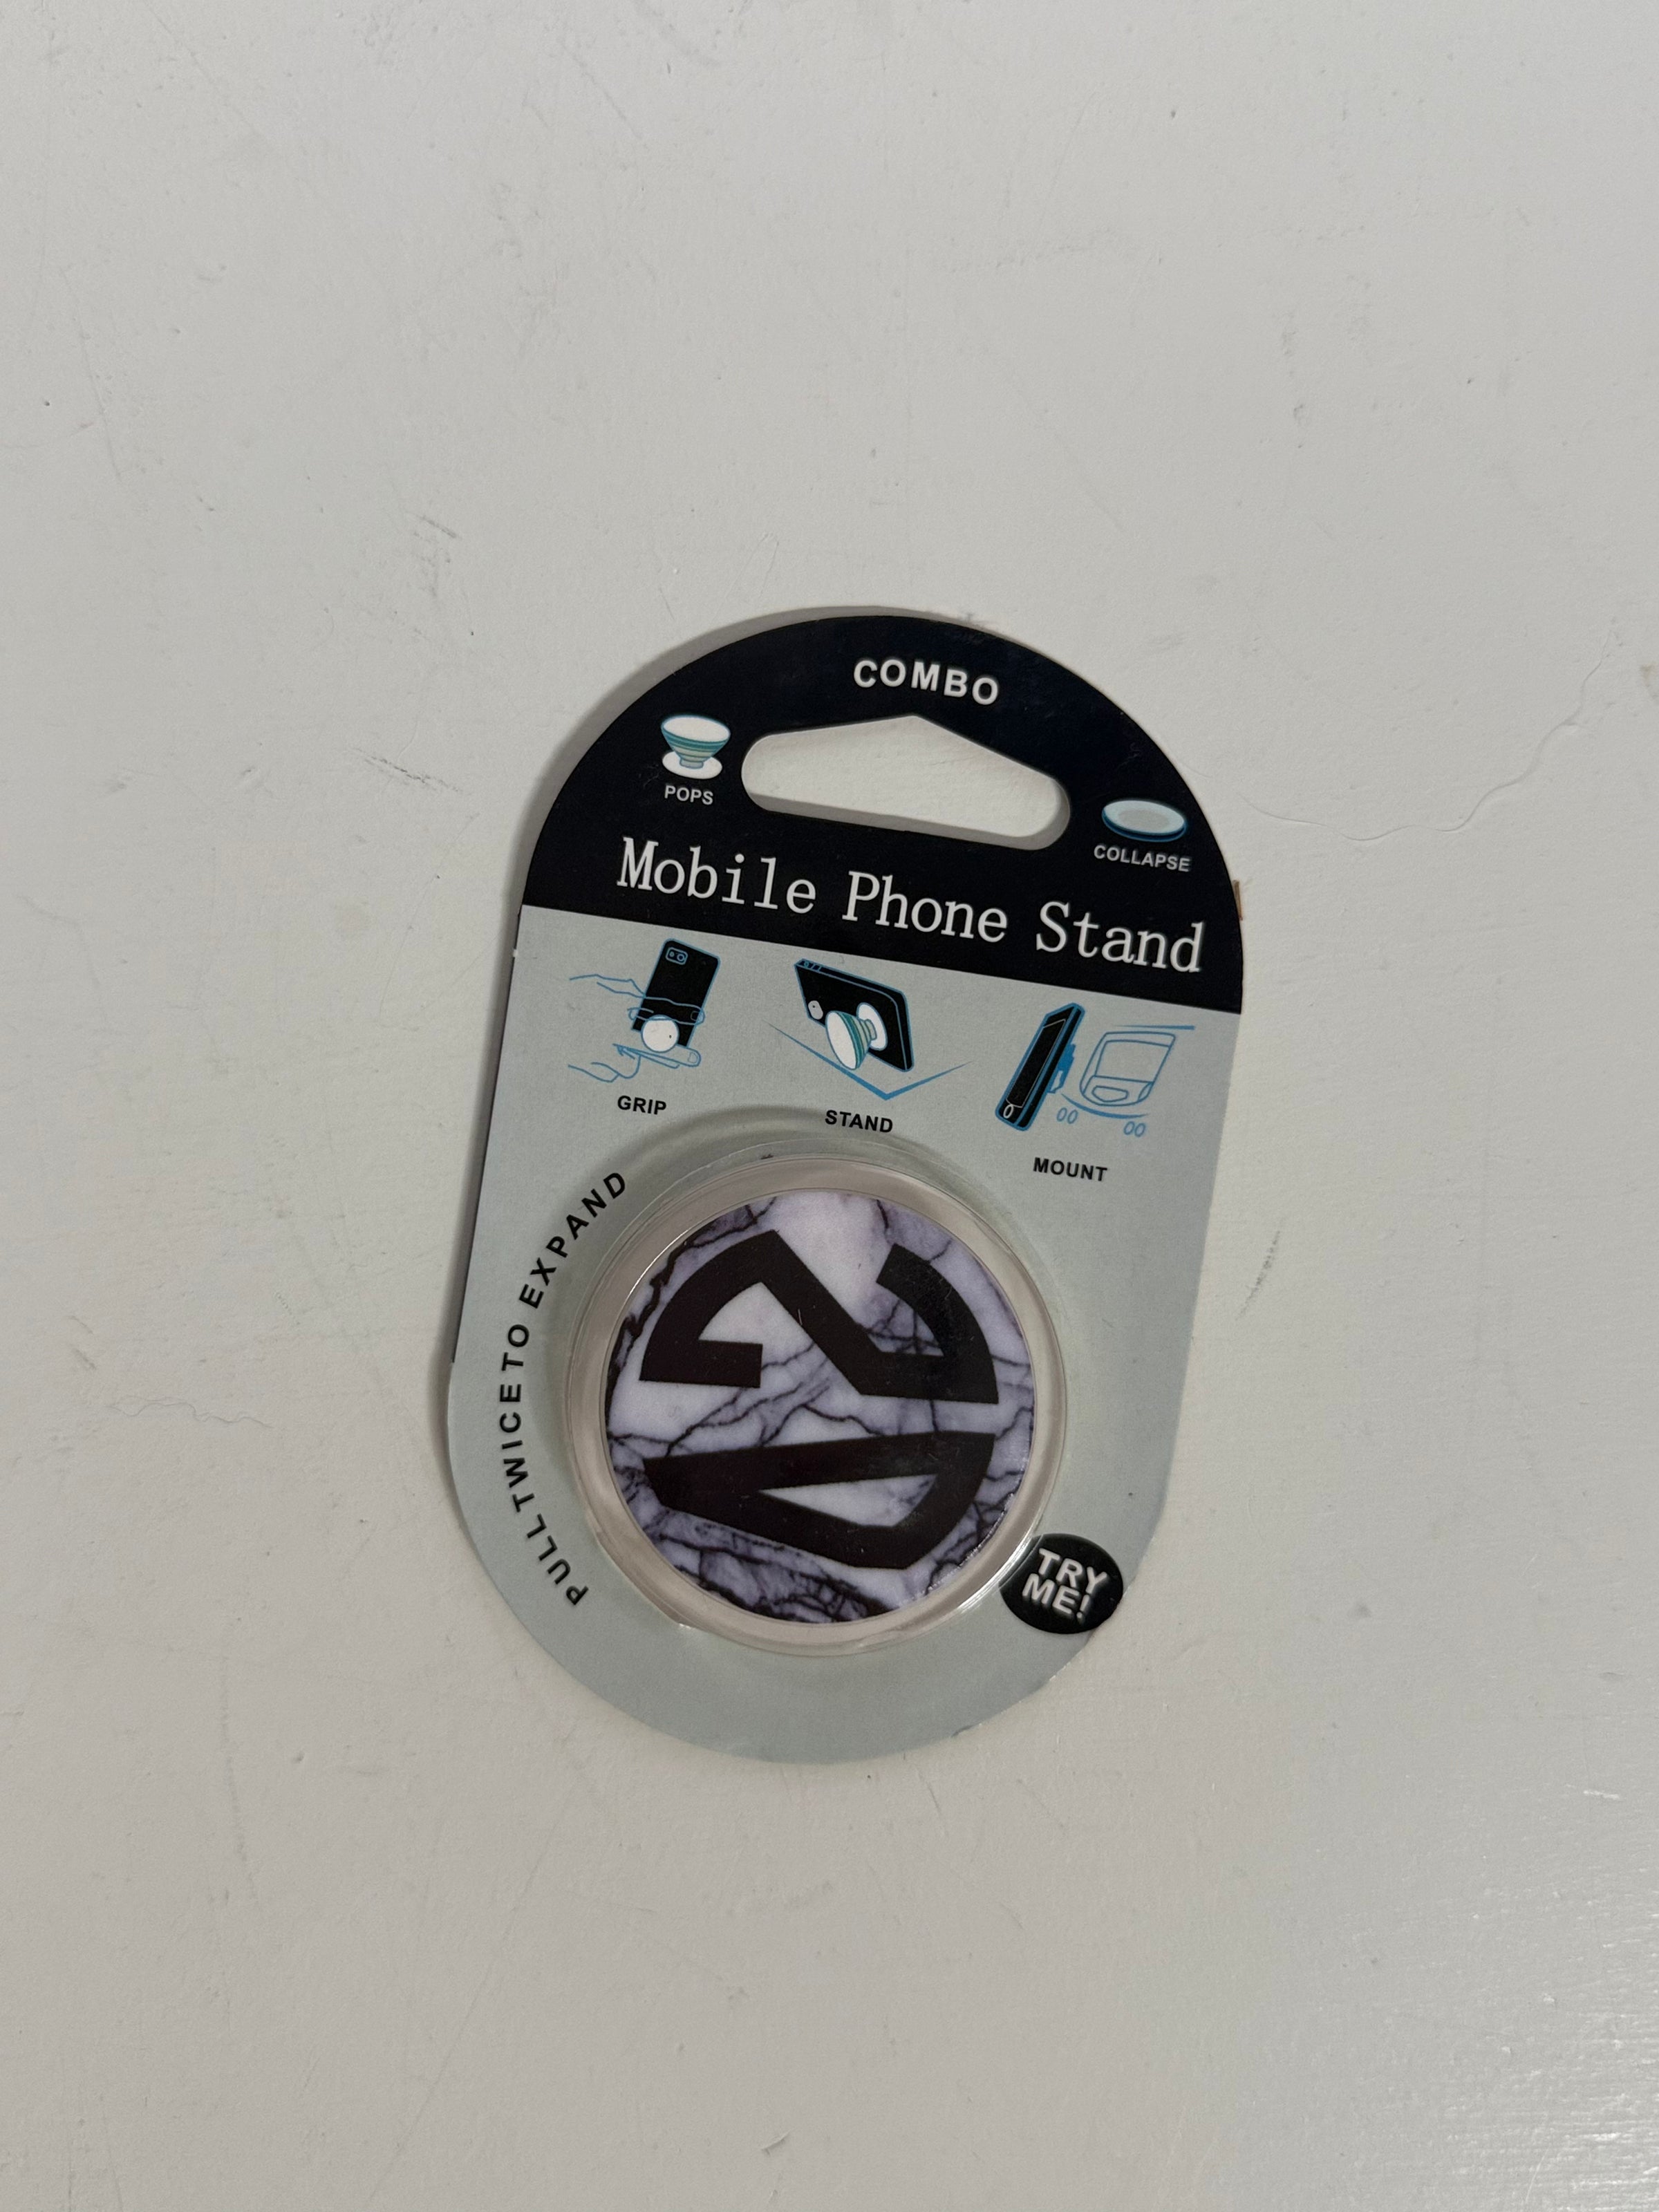 COMBO
POPS
COLLAPSE
Mobile Phone Stand
GRIP
STAND
MOUNT
PULL TWICE TO EXPAND
TRY
ME!